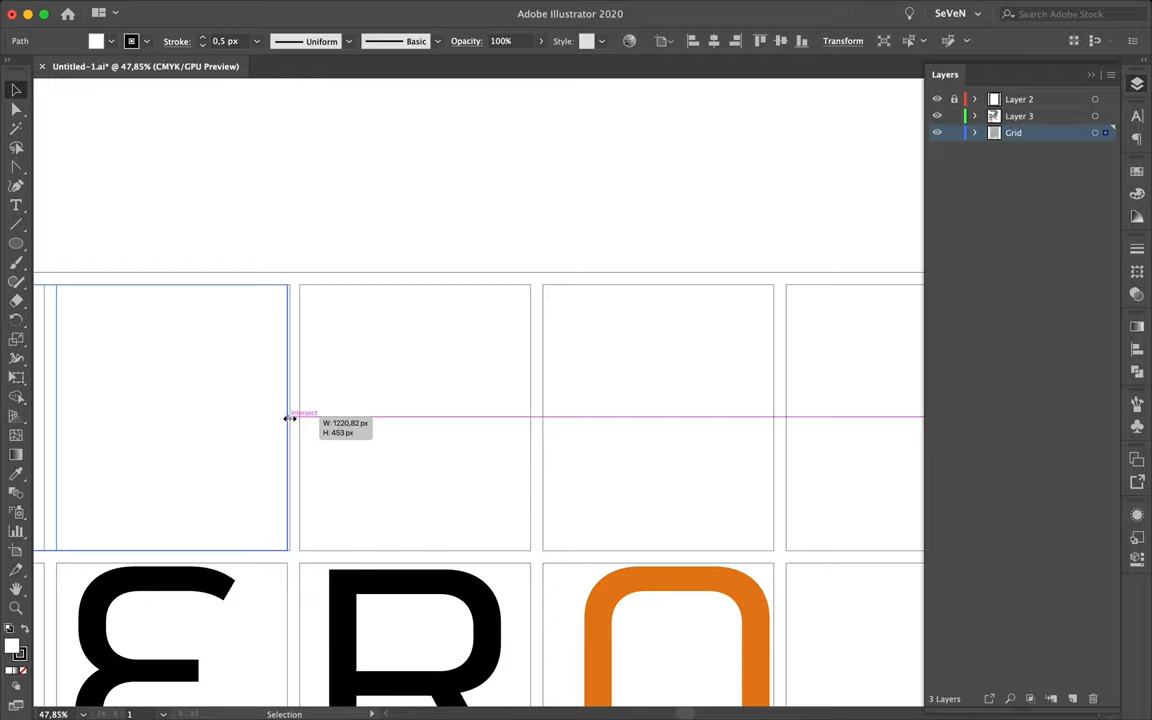 Adobe Illustrator 2020
SeVeN
Search Adobe Stock
Path
Stroke:
0,5 px
Uniform
Basic
Opacity:
100%
Style:
Transform
× Untitled-1.ai* @ 47,85% (CMYK/GPU Preview)
Layers
Layer 2
Layer 3
Grid
intersect
W: 1220,82 px
H: 453 px
ERO
3 Layers
47,85%
1
Selection